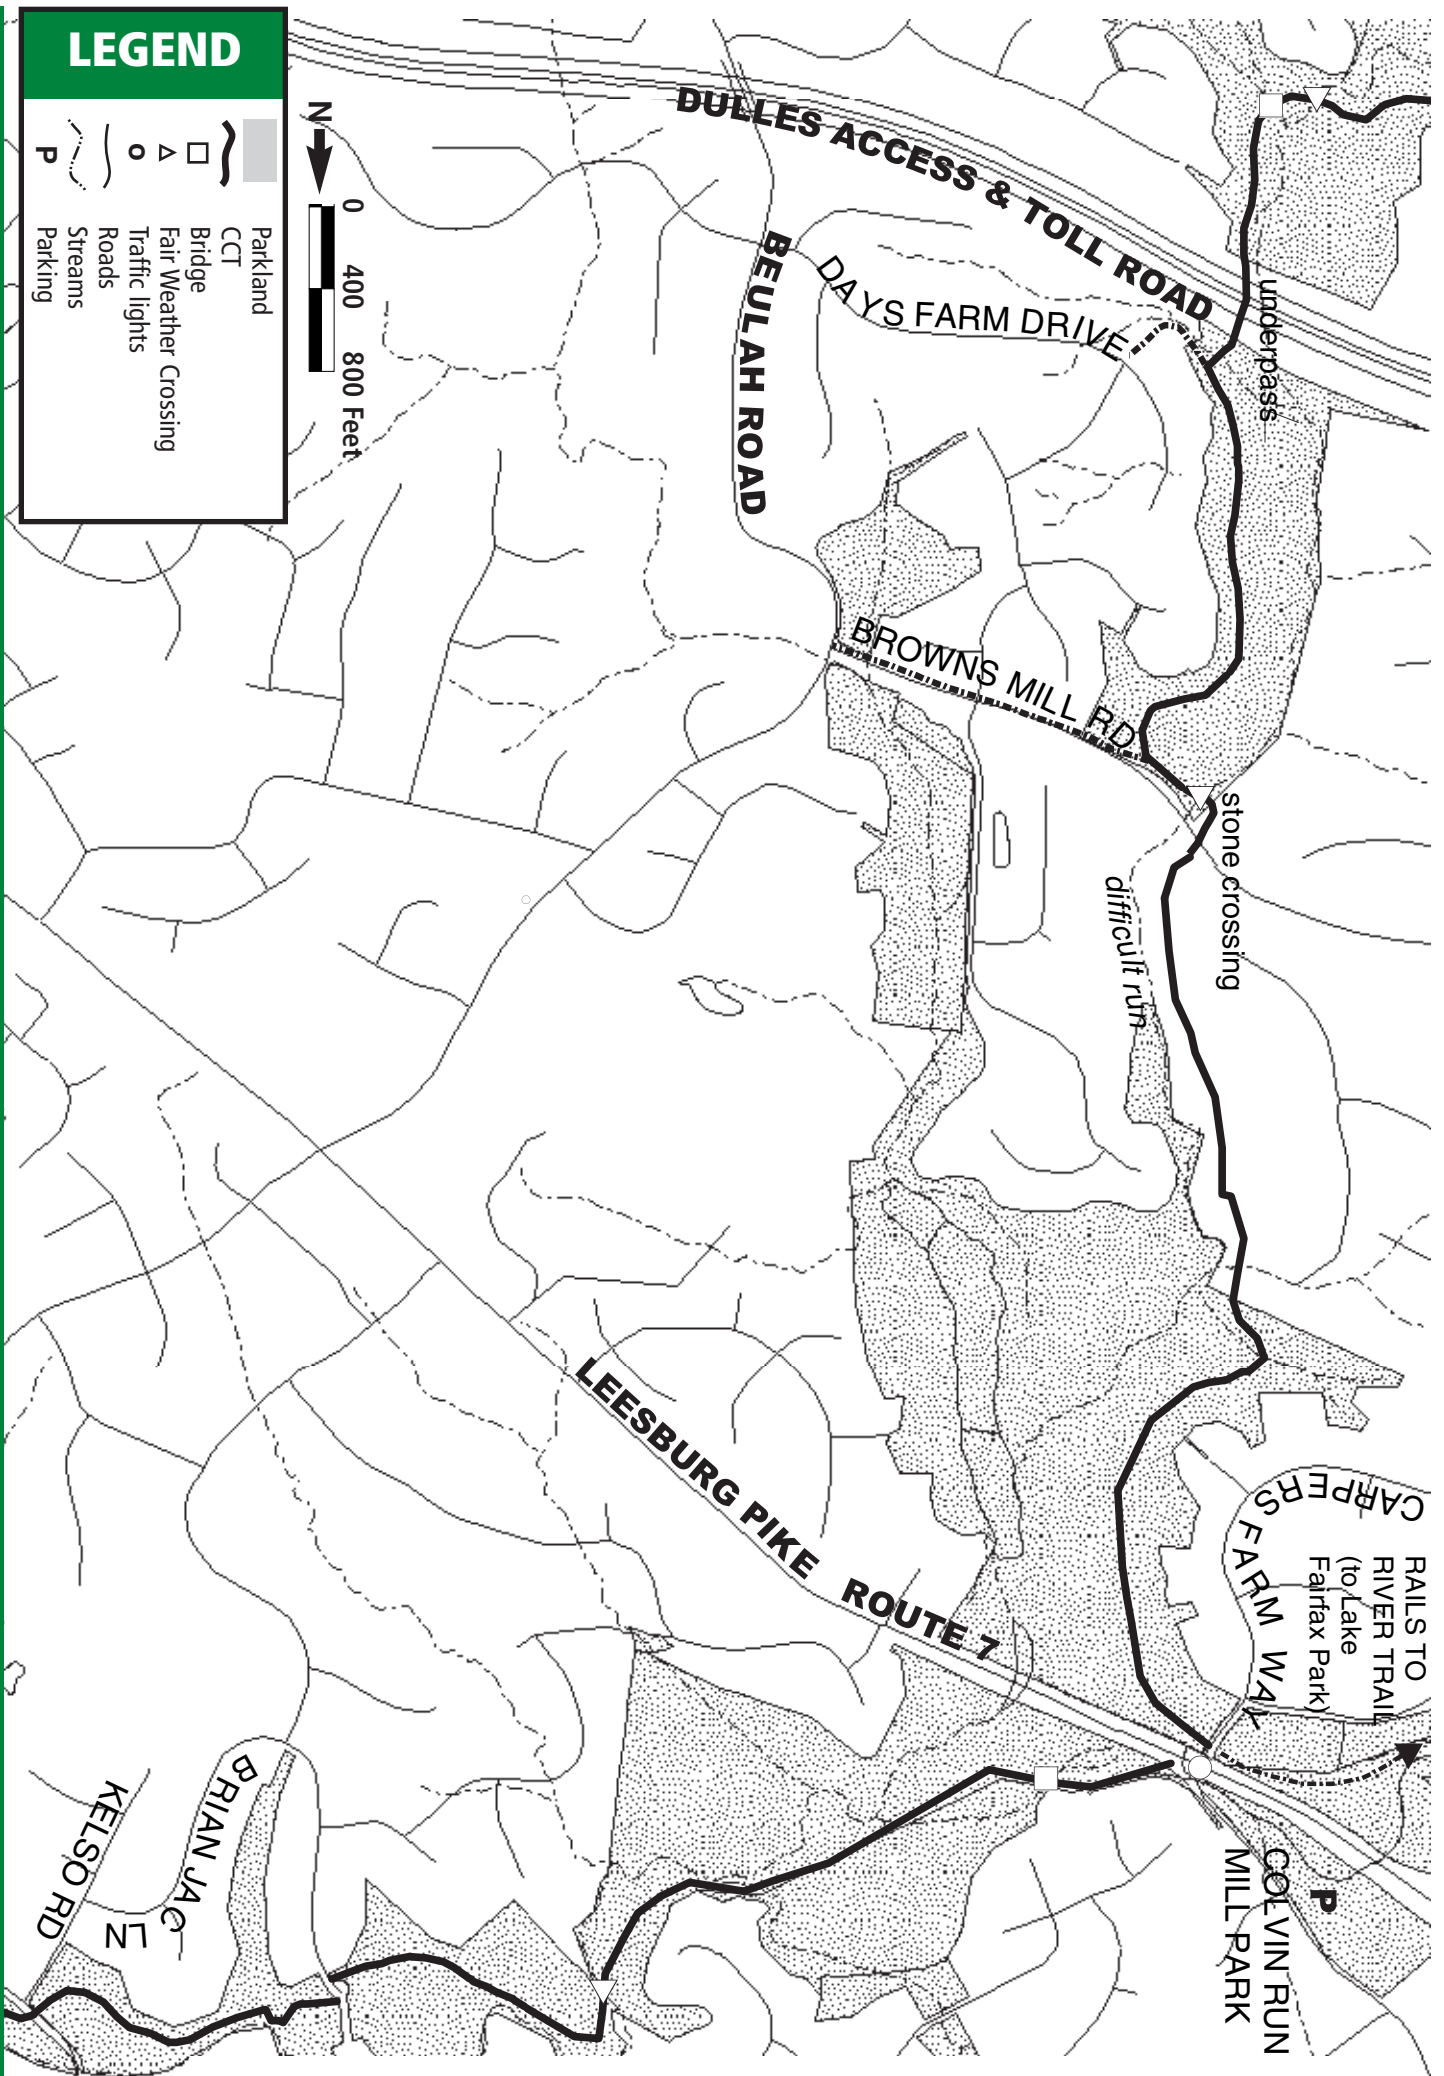 LEGEND
Parkland
CCT
Bridge
Fair Weather Crossing
Traffic lights
Roads
Streams
P Parking
N
0 400 800 Feet
DULLES ACCESS & TOLL ROAD
BEULAH ROAD
DAYS FARM DRIVE
underpass
BROWNS MILL RD
stone crossing
difficult run
LEESBURG PIKE ROUTE 7
CARPERS FARM WAY
RAILS TO
RIVER TRAIL
(to Lake
Fairfax Park)
P
COLVIN RUN
MILL PARK
BRIAN JAC LN
KELSO RD